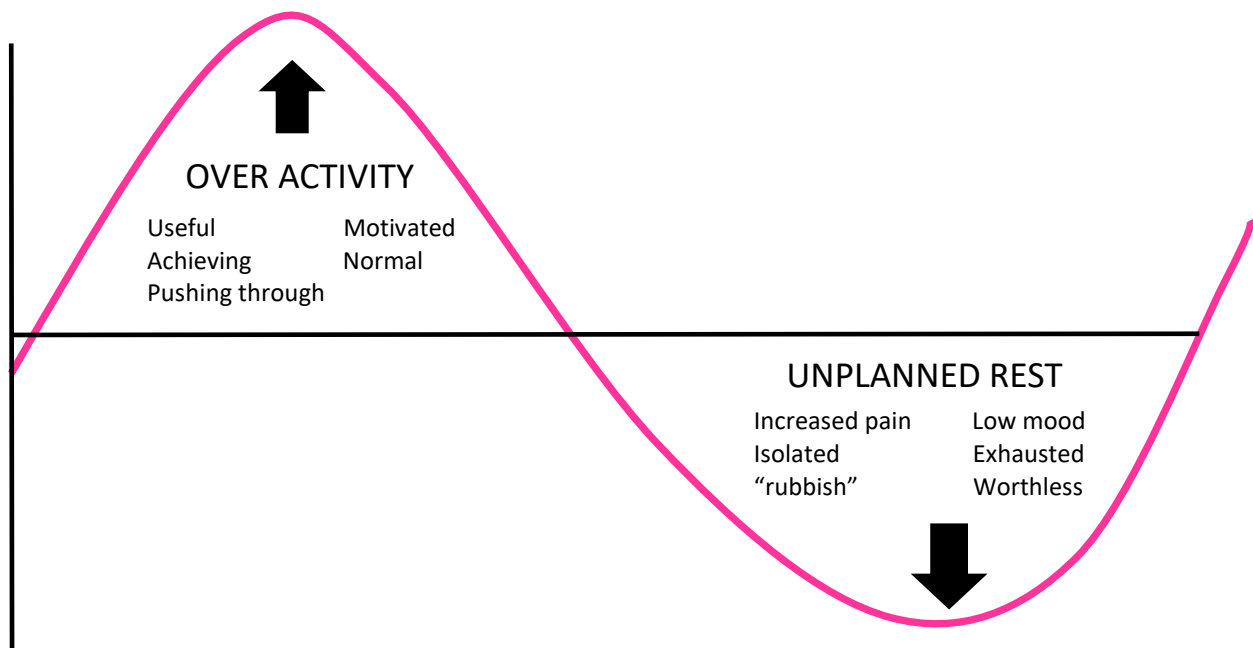 OVER ACTIVITY
Useful Motivated
Achieving Normal
Pushing through
UNPLANNED REST
Increased pain Low mood
Isolated Exhausted
“rubbish” Worthless